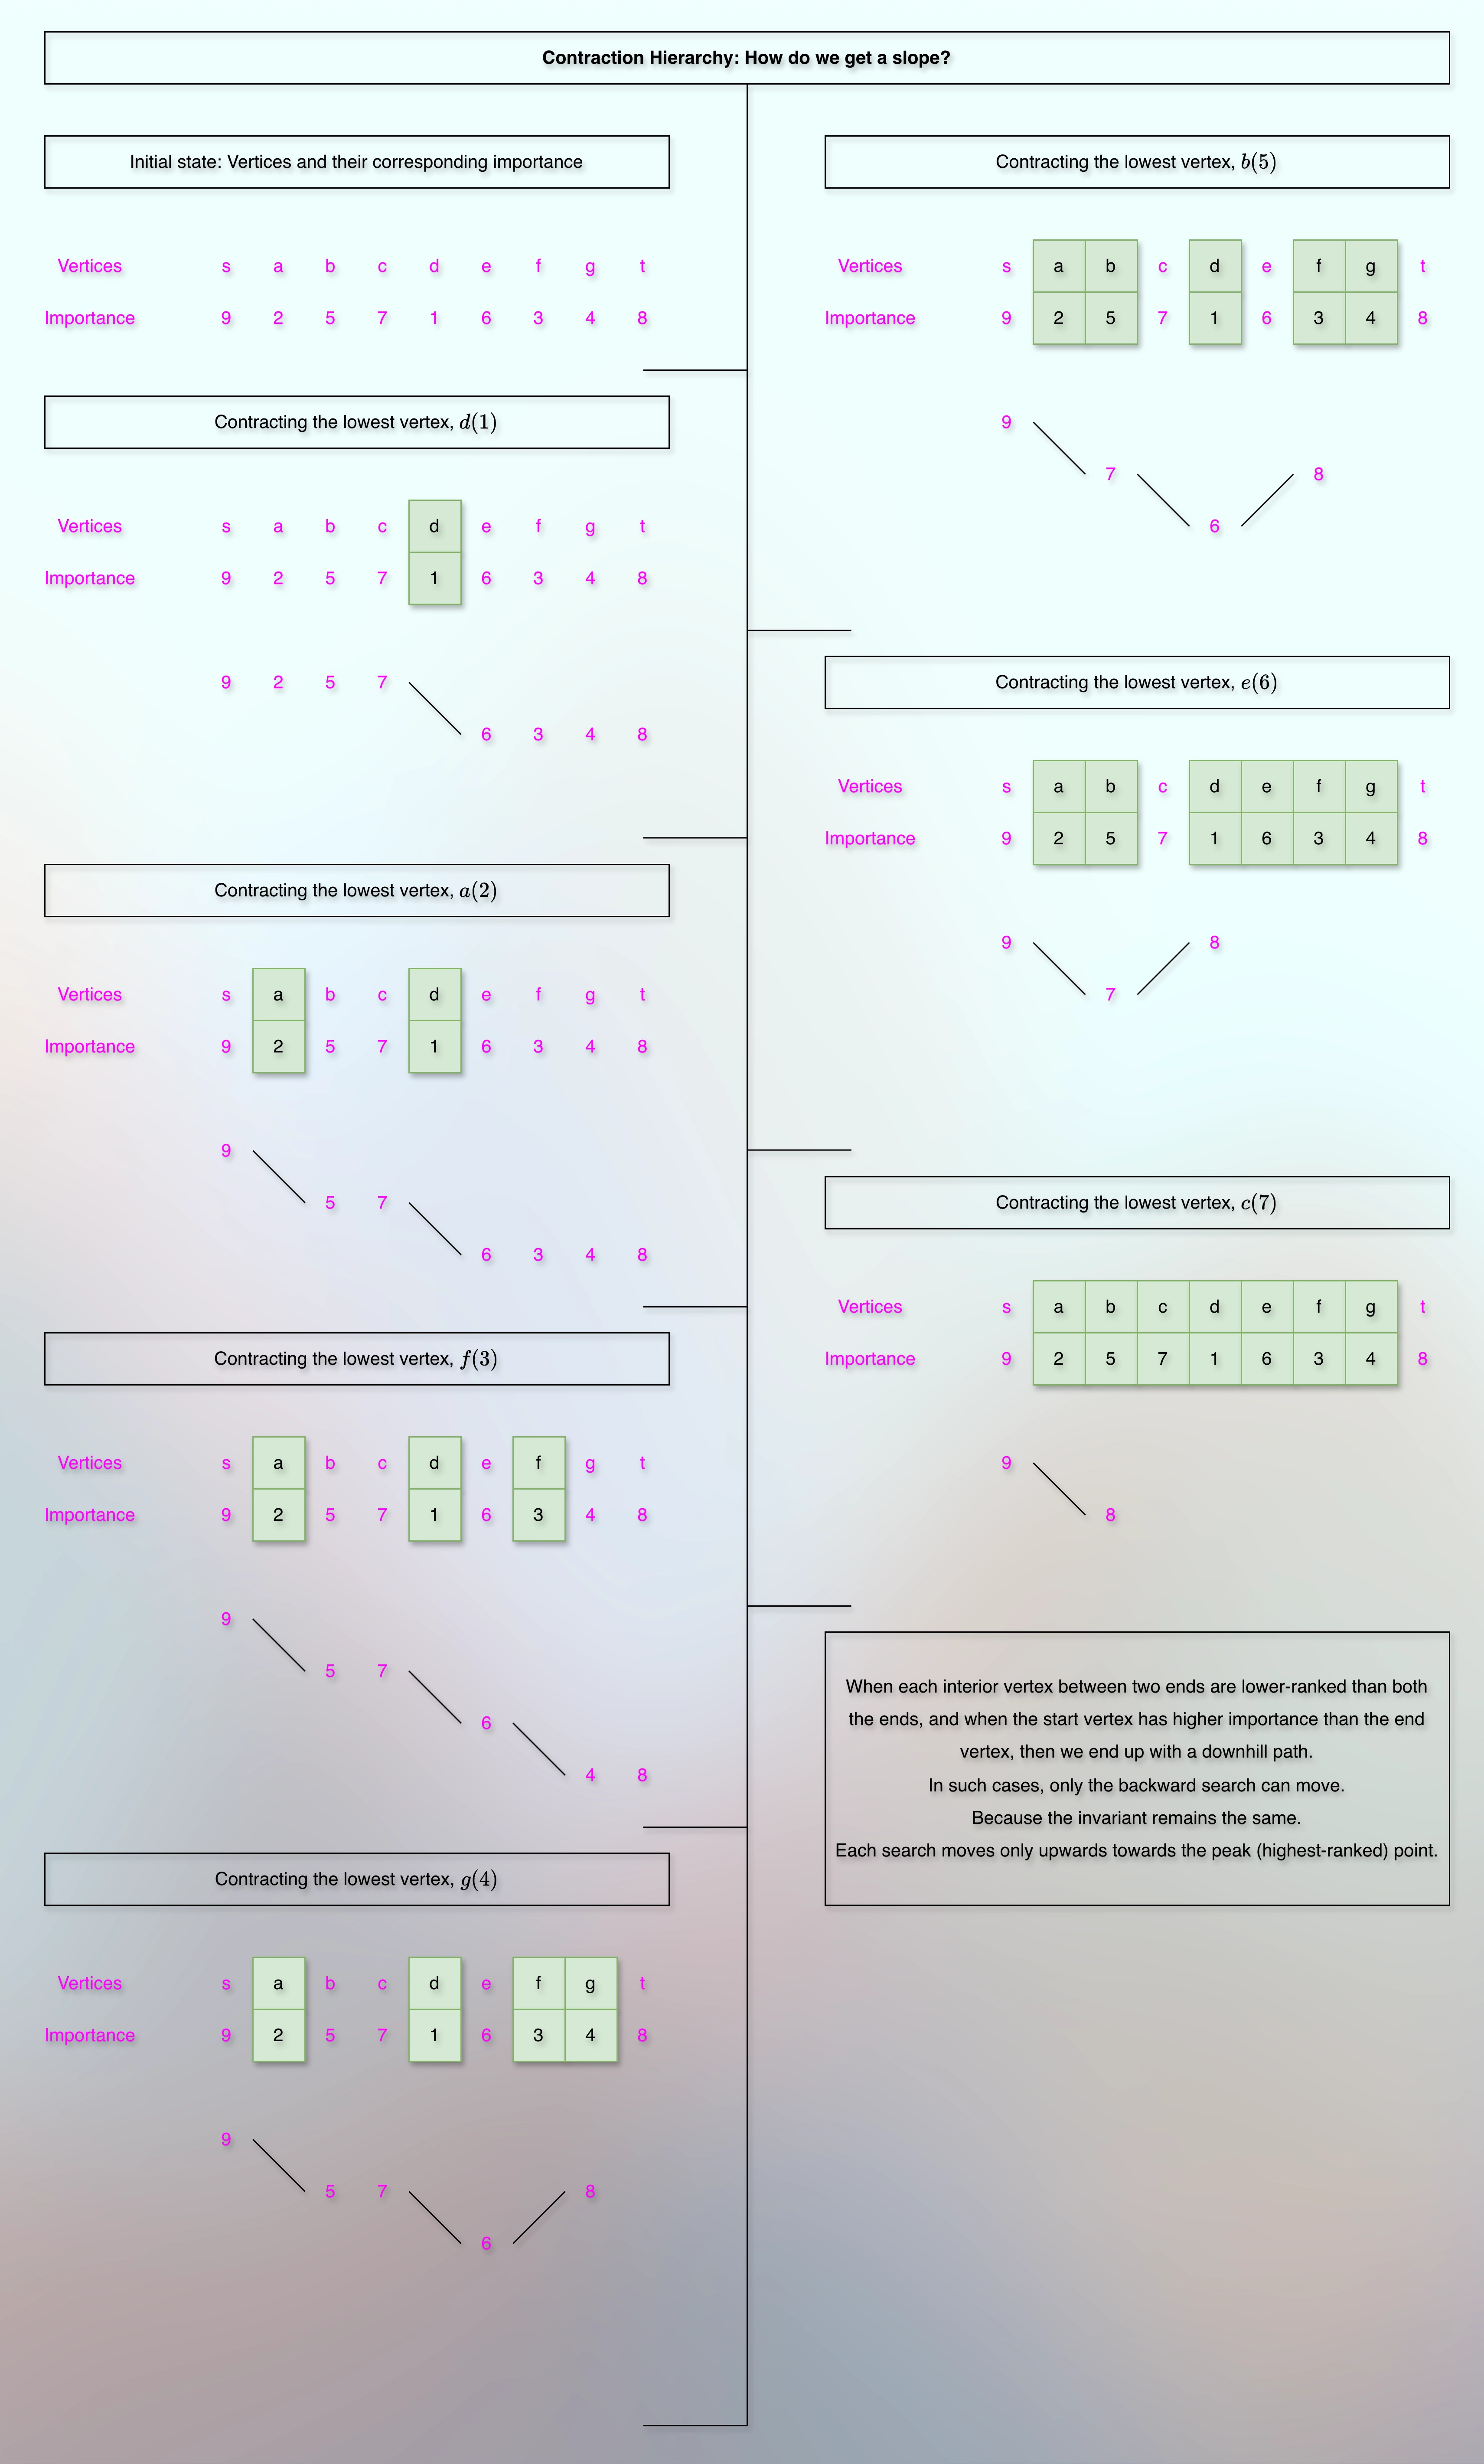 Contraction Hierarchy: How do we get a slope?
Initial state: Vertices and their corresponding importance
Vertices s a b c d e f g t
Importance 9 2 5 7 1 6 3 4 8
Contracting the lowest vertex, d(1)
Vertices s a b c d e f g t
Importance 9 2 5 7 1 6 3 4 8
9 2 5 7
6 3 4 8
Contracting the lowest vertex, a(2)
Vertices s a b c d e f g t
Importance 9 2 5 7 1 6 3 4 8
9
5 7
6 3 4 8
Contracting the lowest vertex, f(3)
Vertices s a b c d e f g t
Importance 9 2 5 7 1 6 3 4 8
9
5 7
6
4 8
Contracting the lowest vertex, g(4)
Vertices s a b c d e f g t
Importance 9 2 5 7 1 6 3 4 8
9
5 7 8
6
Contracting the lowest vertex, b(5)
Vertices s a b c d e f g t
Importance 9 2 5 7 1 6 3 4 8
9
7 8
6
Contracting the lowest vertex, e(6)
Vertices s a b c d e f g t
Importance 9 2 5 7 1 6 3 4 8
9 8
7
Contracting the lowest vertex, c(7)
Vertices s a b c d e f g t
Importance 9 2 5 7 1 6 3 4 8
9
8
When each interior vertex between two ends are lower-ranked than both
the ends, and when the start vertex has higher importance than the end
vertex, then we end up with a downhill path.
In such cases, only the backward search can move.
Because the invariant remains the same.
Each search moves only upwards towards the peak (highest-ranked) point.